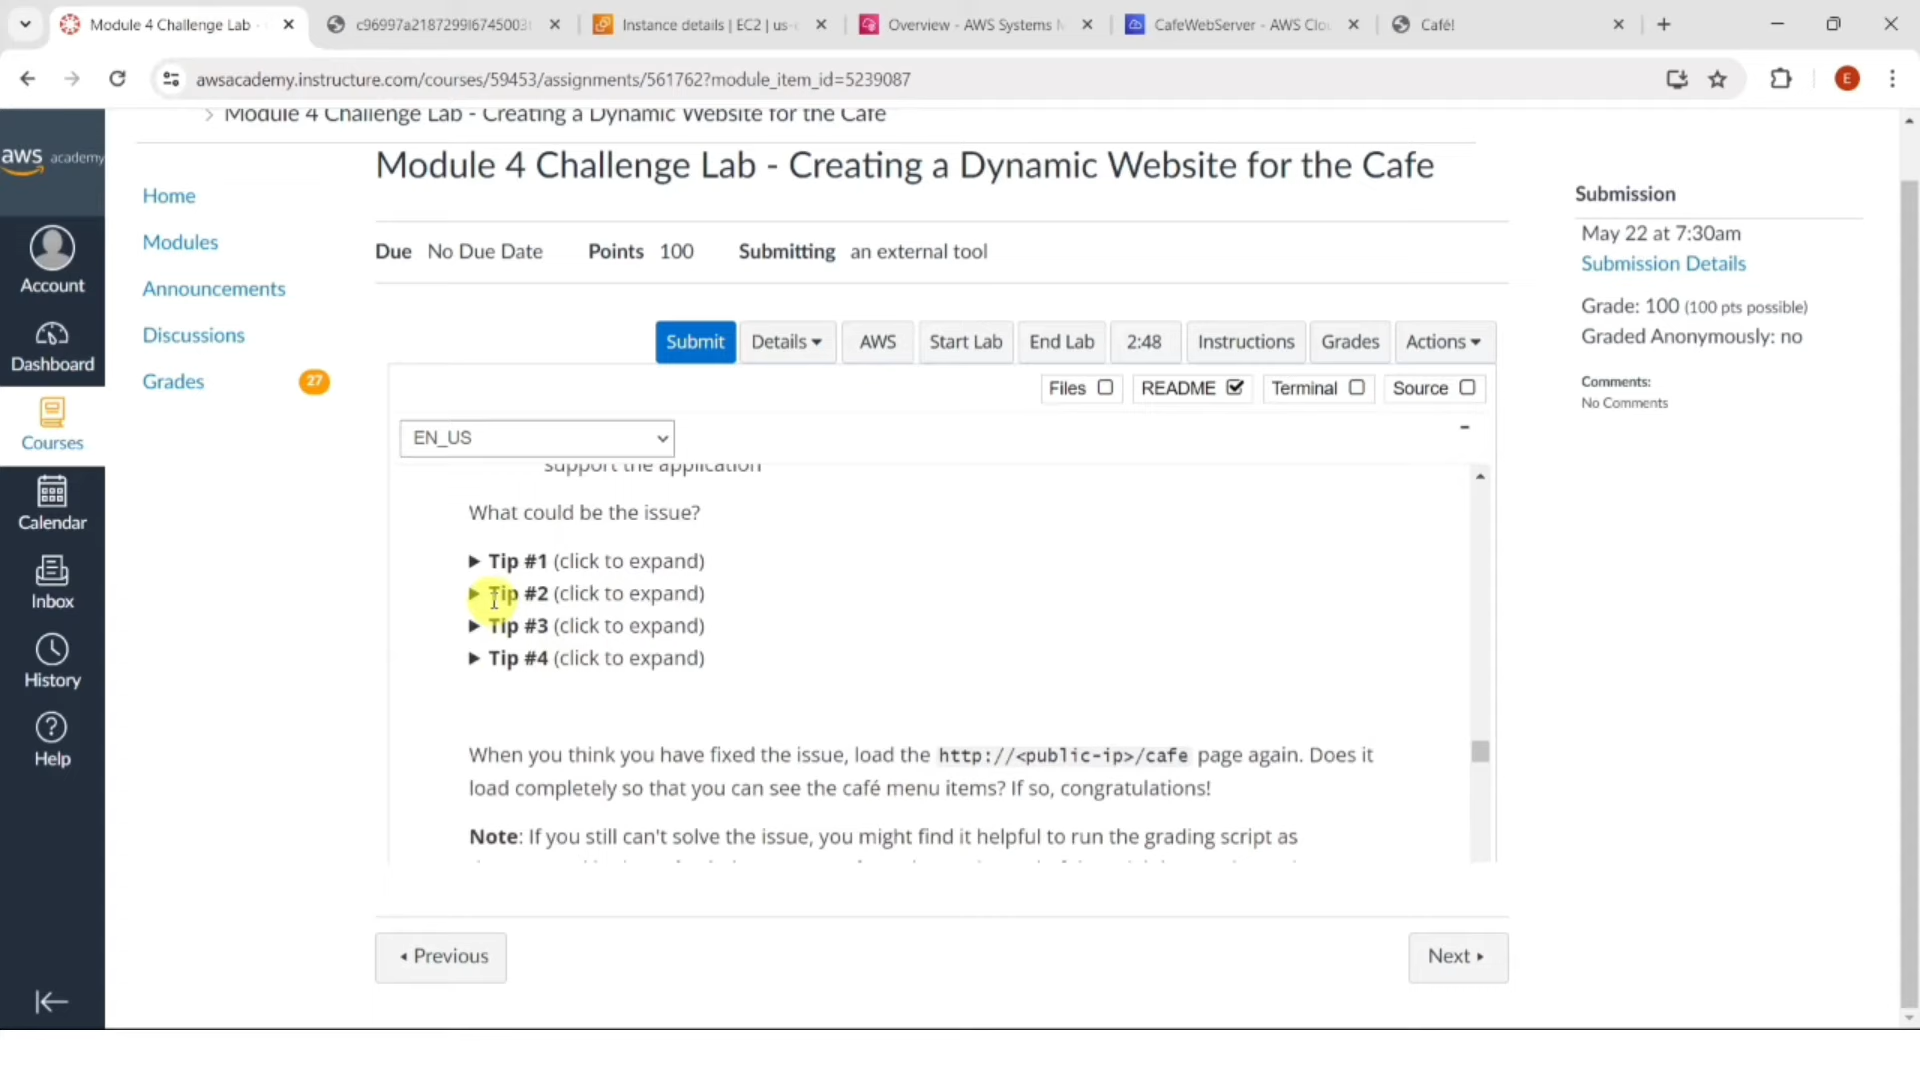 Module 4 Challenge Lab -
c96997a2187299l6745003
Instance details | EC2 | us-
Overview - AWS Systems
CafeWebServer - AWS Clo
Café!
awsacademy.instructure.com/courses/59453/assignments/561762?module_item_id=5239087
E
> Module 4 Challenge Lab - Creating a Dynamic Website for the Cafe
aws academy
Account
Dashboard
Courses
Calendar
Inbox
History
Help
Home
Modules
Announcements
Discussions
Grades 27
Module 4 Challenge Lab - Creating a Dynamic Website for the Cafe
Due No Due Date Points 100 Submitting an external tool
Submit Details AWS Start Lab End Lab 2:48 Instructions Grades Actions
Files README Terminal Source
EN_US
support the application
What could be the issue?
Tip #1 (click to expand)
Tip #2 (click to expand)
Tip #3 (click to expand)
Tip #4 (click to expand)
When you think you have fixed the issue, load the http://<public-ip>/cafe page again. Does it
load completely so that you can see the café menu items? If so, congratulations!
Note: If you still can't solve the issue, you might find it helpful to run the grading script as
Previous
Next
Submission
May 22 at 7:30am
Submission Details
Grade: 100 (100 pts possible)
Graded Anonymously: no
Comments:
No Comments